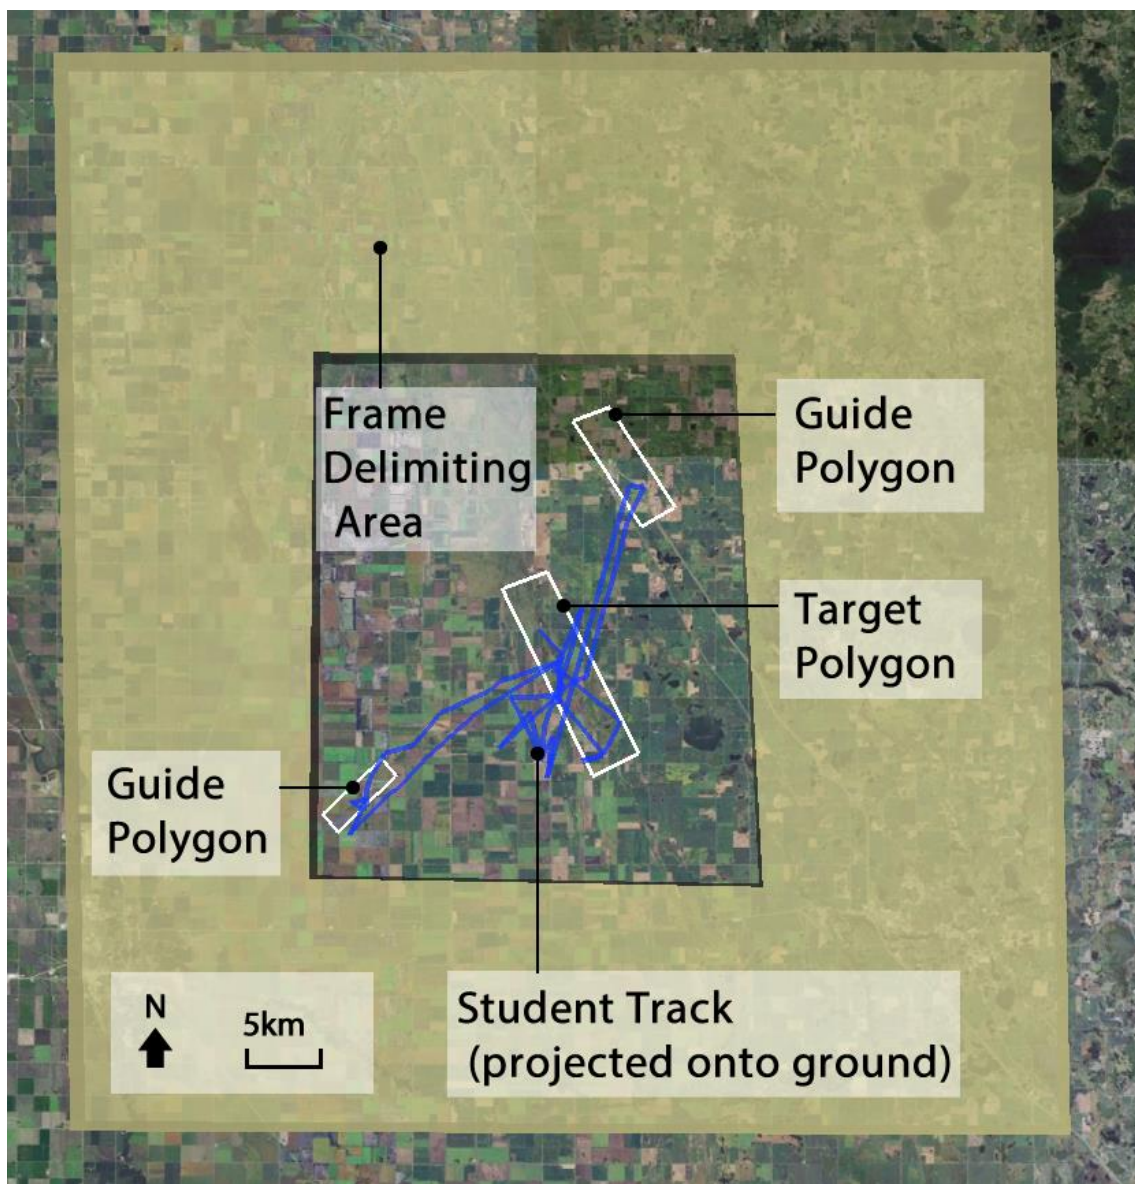 Frame
Delimiting
Area
Guide
Polygon
Target
Polygon
Guide
Polygon
N
5km
Student Track
(projected onto ground)